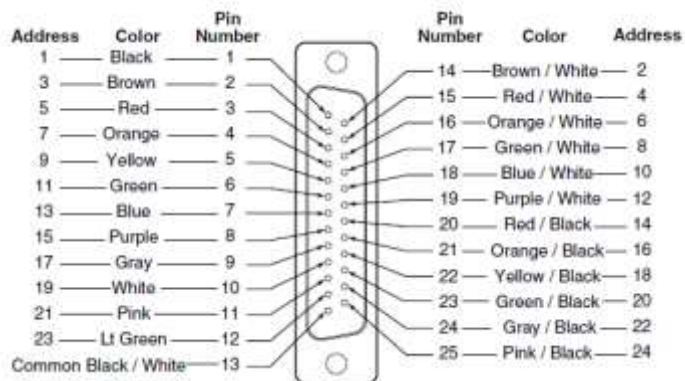 Address Color Pin Number
1 Black 1
3 Brown 2
5 Red 3
7 Orange 4
9 Yellow 5
11 Green 6
13 Blue 7
15 Purple 8
17 Gray 9
19 White 10
21 Pink 11
23 Lt Green 12
Common Black / White 13
Pin Number Color Address
14 Brown / White 2
15 Red / White 4
16 Orange / White 6
17 Green / White 8
18 Blue / White 10
19 Purple / White 12
20 Red / Black 14
21 Orange / Black 16
22 Yellow / Black 18
23 Green / Black 20
24 Gray / Black 22
25 Pink / Black 24